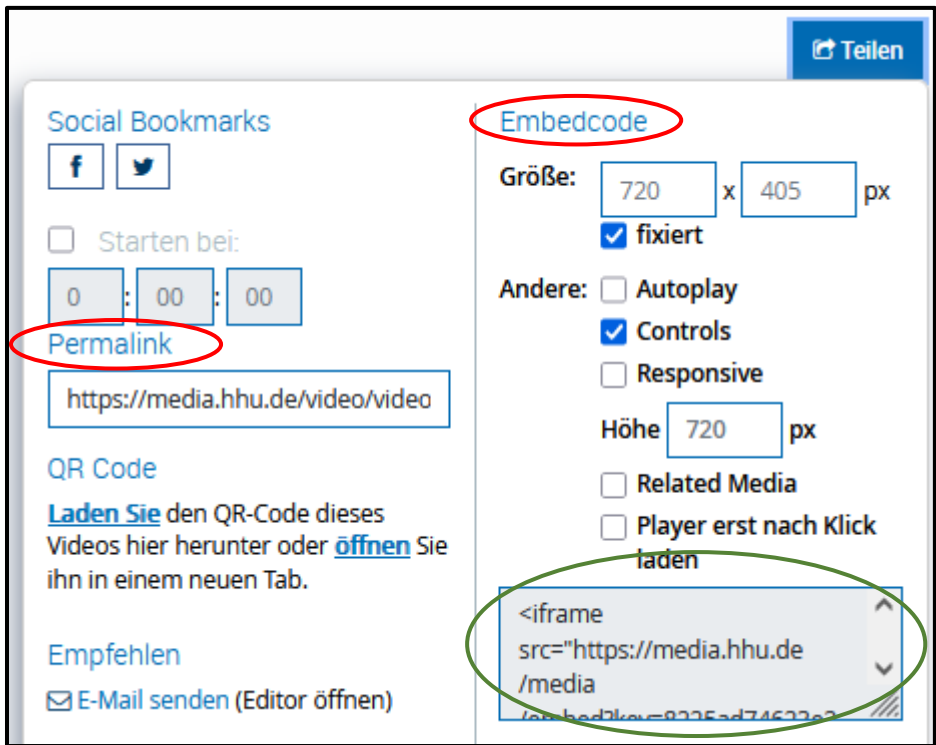 Teilen
Social Bookmarks
Starten bei:
0 : 00 : 00
Permalink
https://media.hhu.de/video/video
QR Code
Laden Sie den QR-Code dieses
Videos hier herunter oder öffnen Sie
ihn in einem neuen Tab.
Empfehlen
E-Mail senden (Editor öffnen)
Embedcode
Größe: 720 x 405 px
fixiert
Andere: Autoplay
Controls
Responsive
Höhe 720 px
Related Media
Player erst nach Klick
laden
<iframe
src="https://media.hhu.de
/media
/embed?key=8225ad74623e2